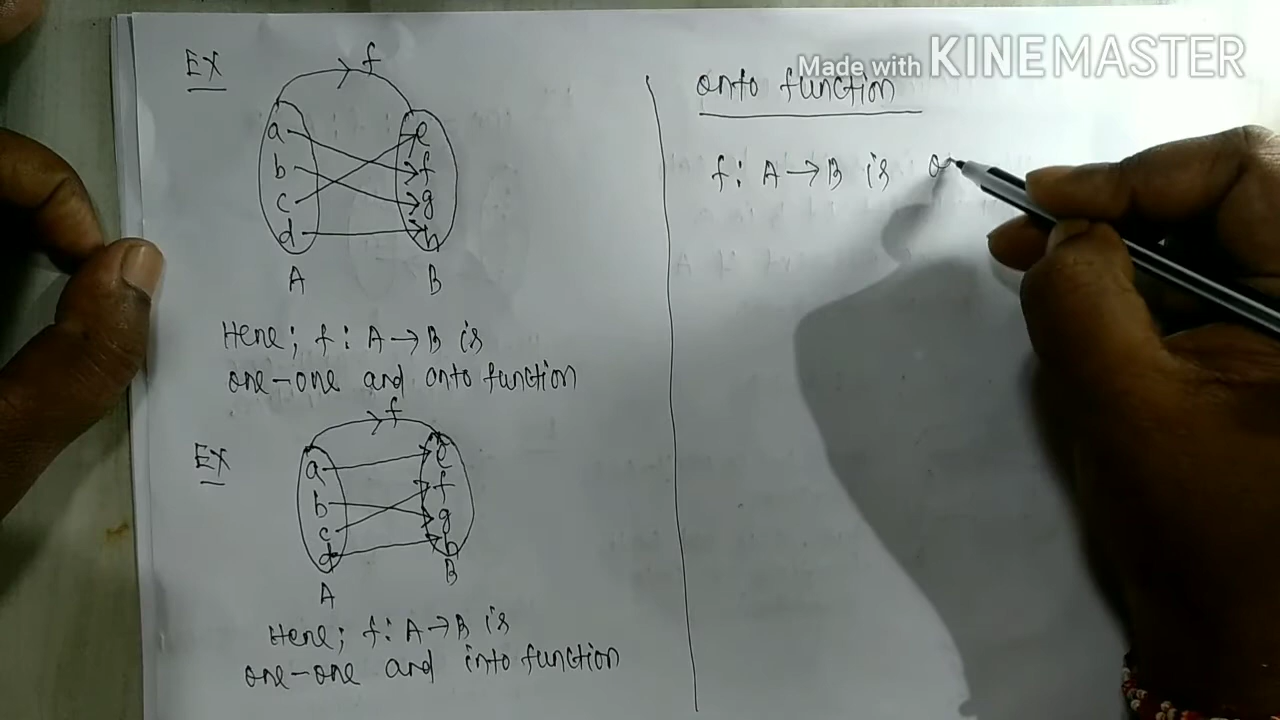 EX
f
a
b
c
d
e
f
g
h
A
B
Here; f: A→B is
one-one and onto function
EX
f
a
b
c
d
e
f
g
h
A
B
Here; f: A→B is
one-one and into function
Made with KINEMASTER
onto function
f: A→B is on